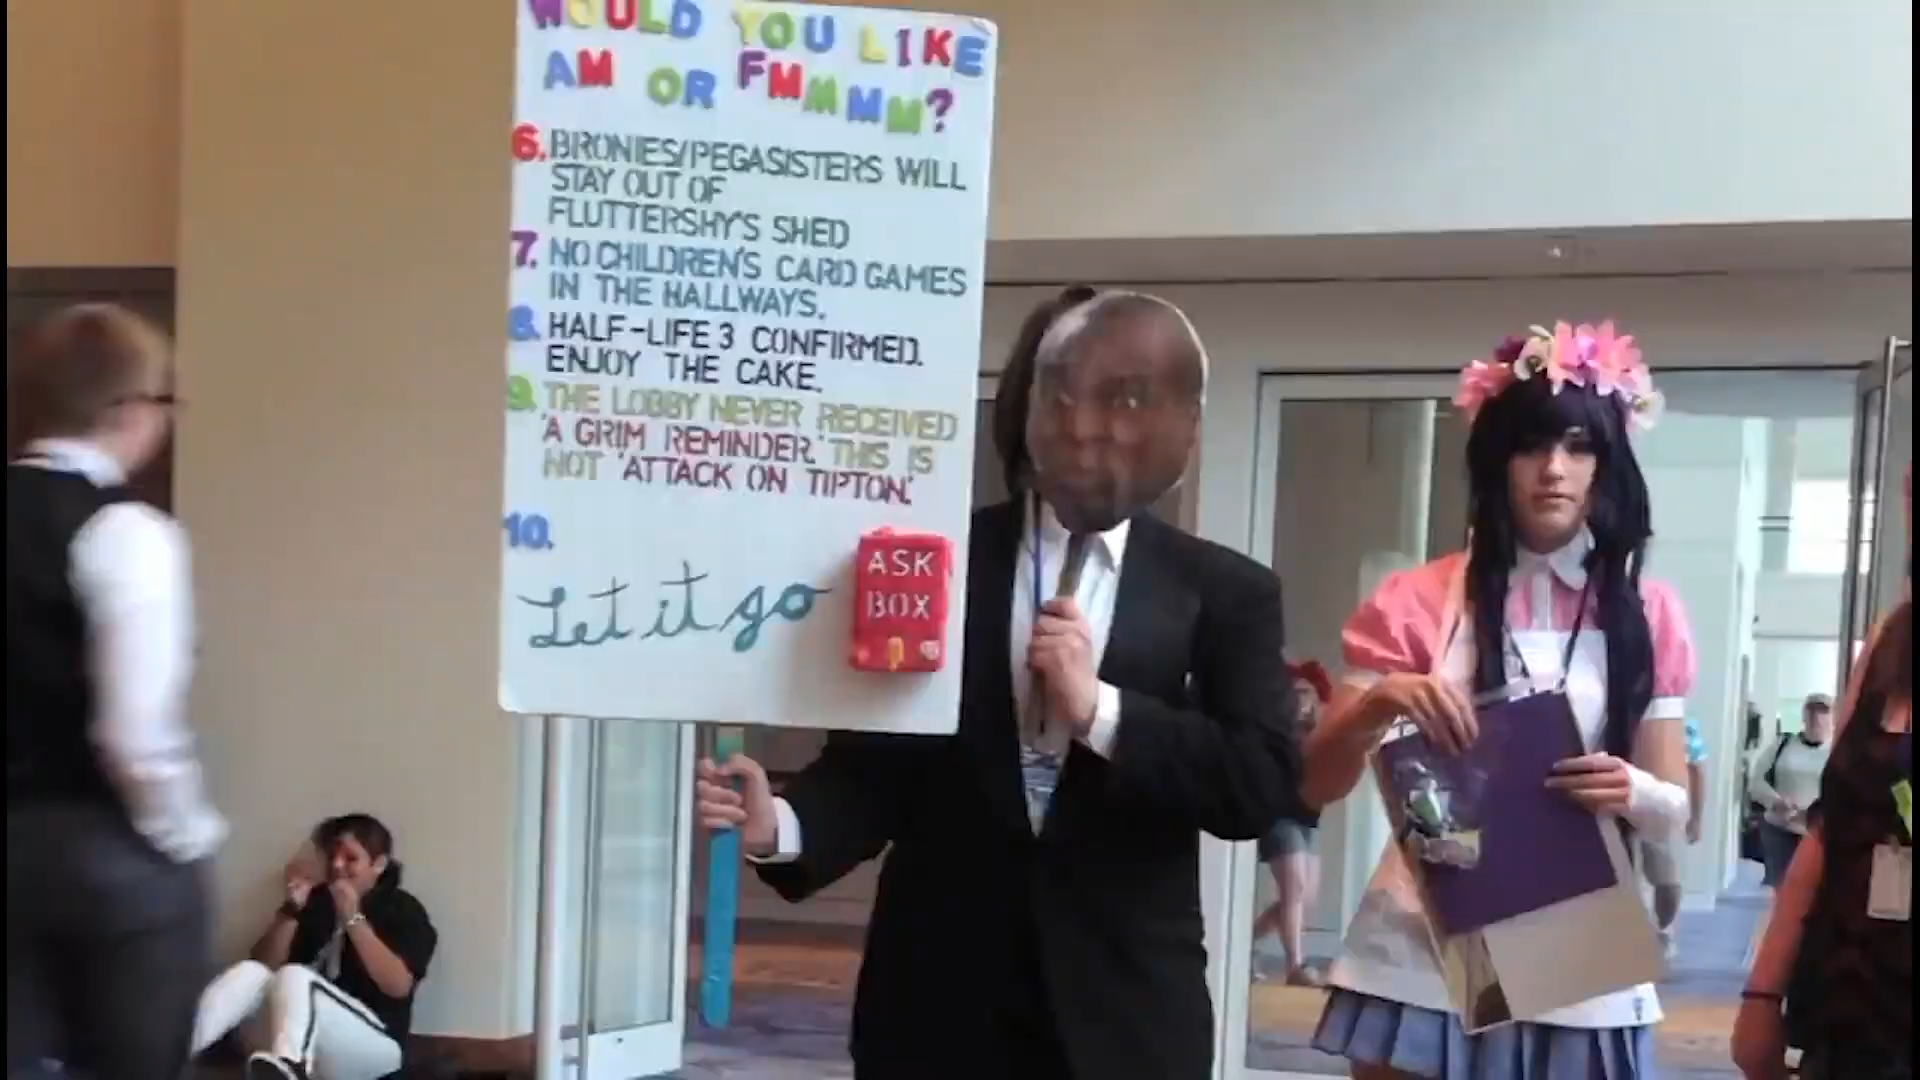 WOULD YOU LIKE
AM OR FMMMMM?
6. BRONIES/PEGASISTERS WILL
STAY OUT OF
FLUTTERSHY'S SHED
7. NO CHILDREN'S CARD GAMES
IN THE HALLWAYS.
8. HALF-LIFE 3 CONFIRMED.
ENJOY THE CAKE.
9. THE LOBBY NEVER RECEIVED
'A GRIM REMINDER.' THIS IS
NOT 'ATTACK ON TIPTON.'
10.
Let it go
ASK
BOX